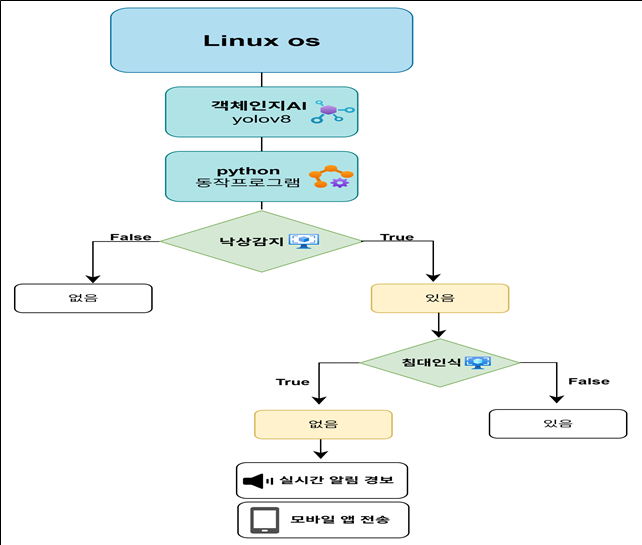 Linux os
객체인지AI
yolov8
python
동작프로그램
False
낙상감지
True
없음
있음
침대인식
True
False
없음
있음
실시간 알림 경보
모바일 앱 전송